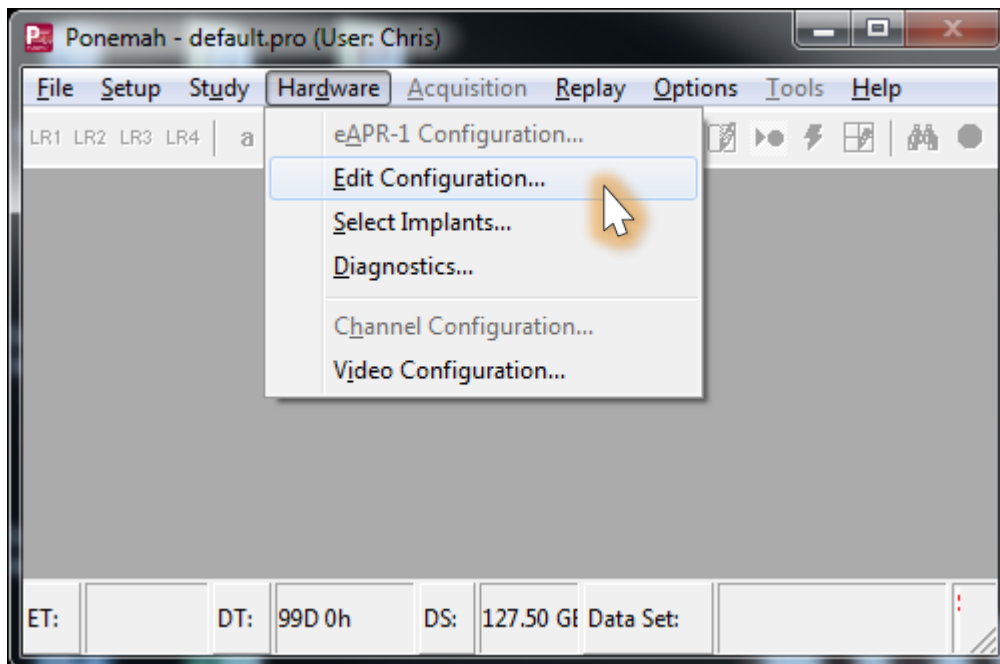 Ponemah - default.pro (User: Chris)
File Setup Study Hardware Acquisition Replay Options Tools Help
LR1 LR2 LR3 LR4 a
eAPR-1 Configuration...
Edit Configuration...
Select Implants...
Diagnostics...
Channel Configuration...
Video Configuration...
ET: DT: 99D 0h DS: 127.50 GB Data Set: